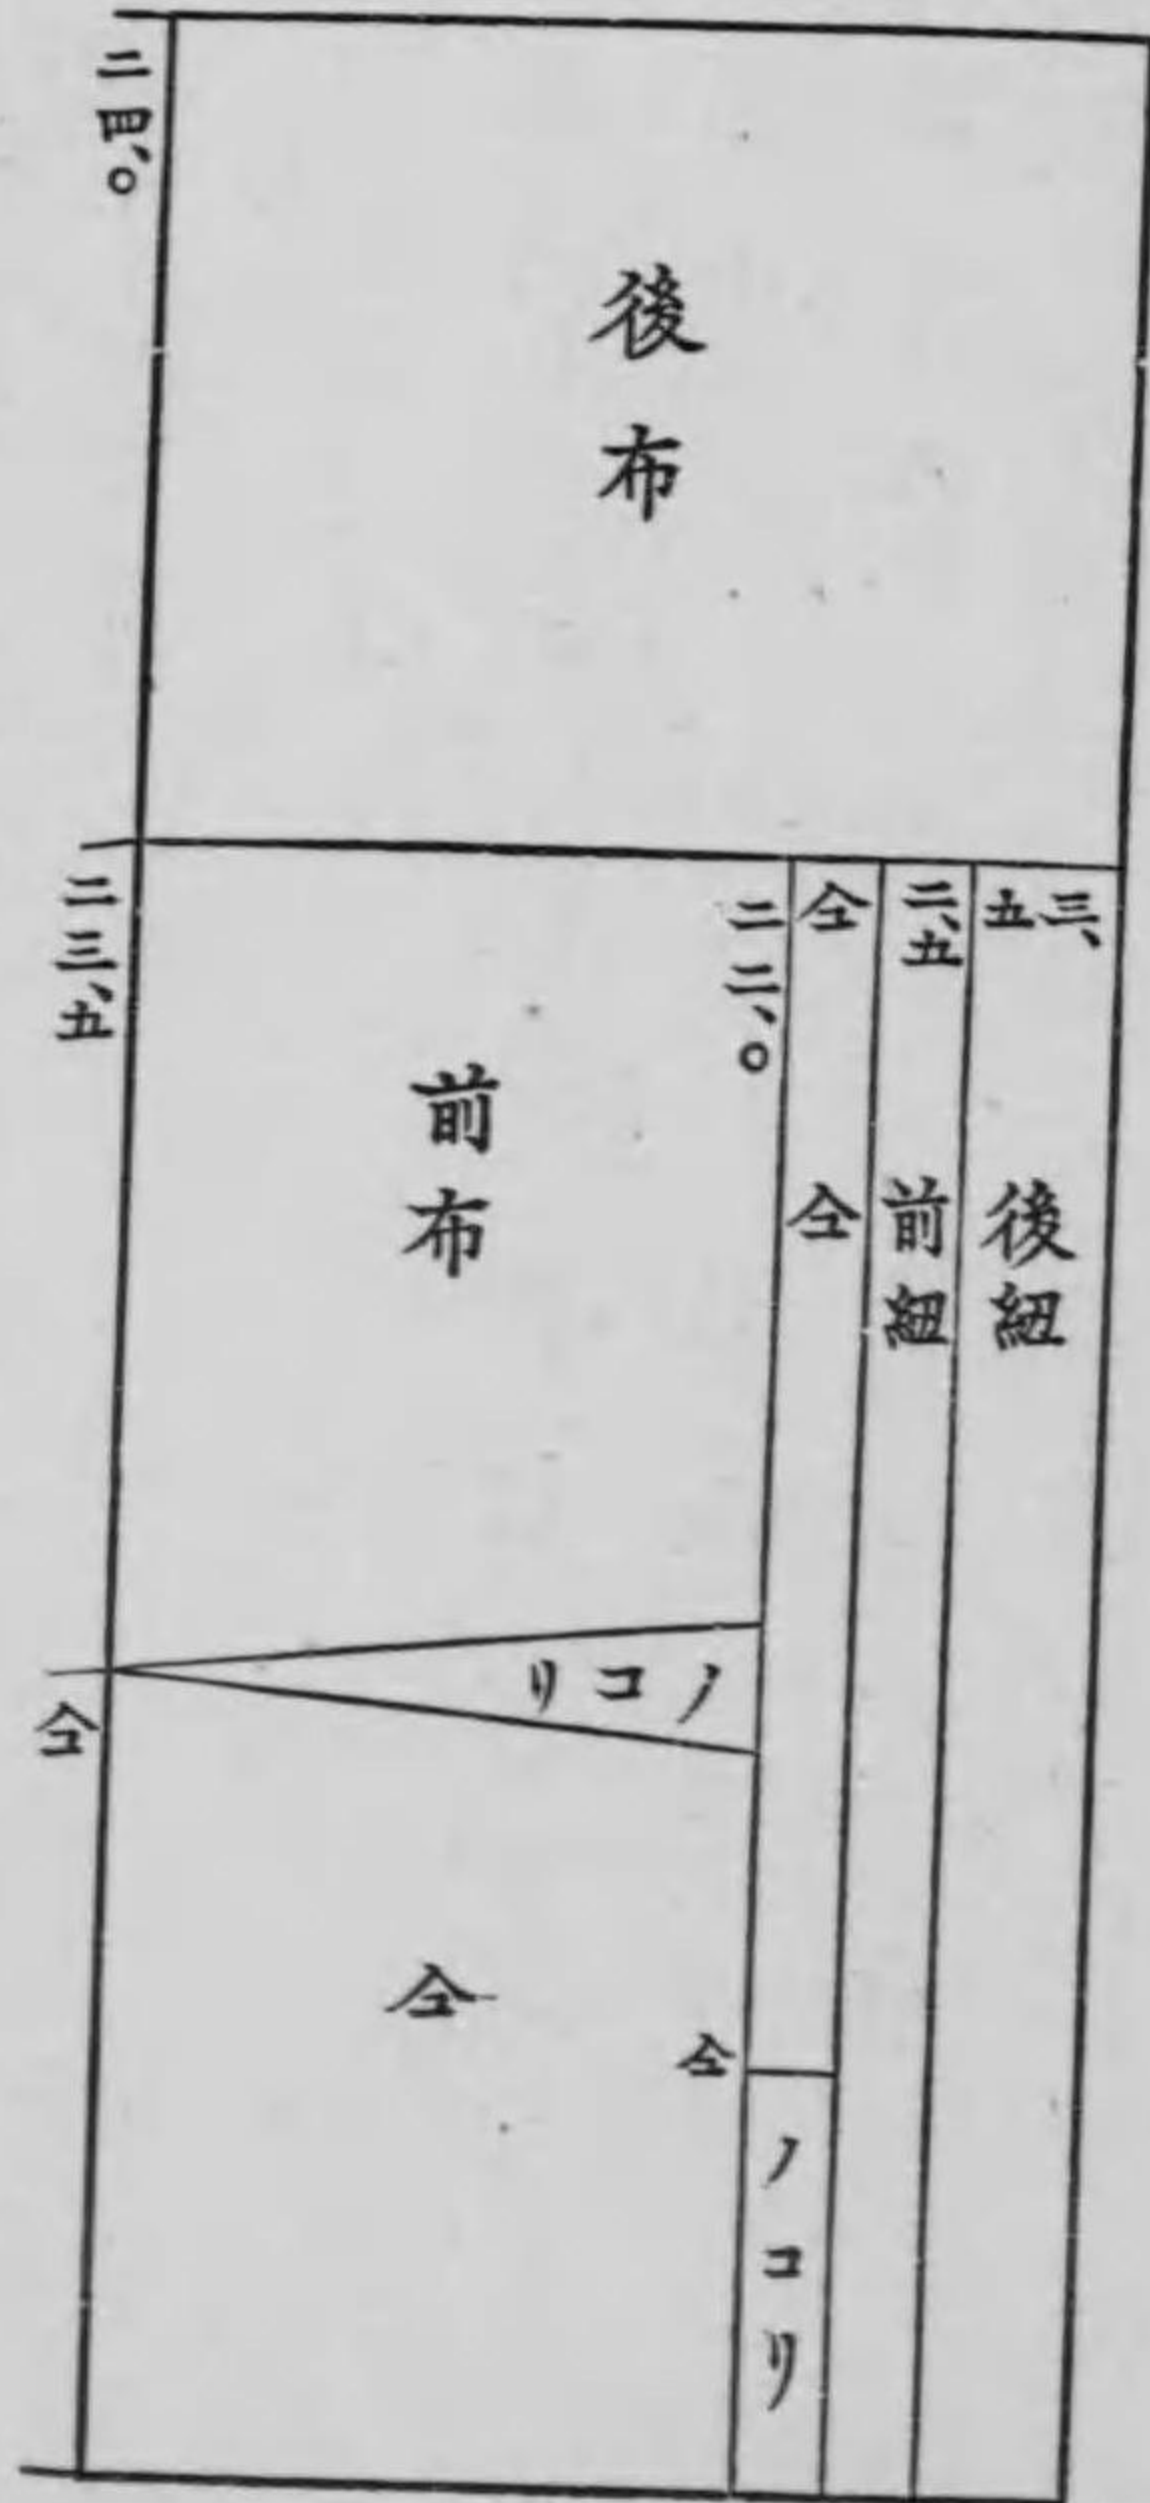 二四、〇
後布
三、五
後紐
二、五
前紐
仝
仝
二二、〇
前布
二三、五
ノコリ
仝
仝
仝
ノコリ